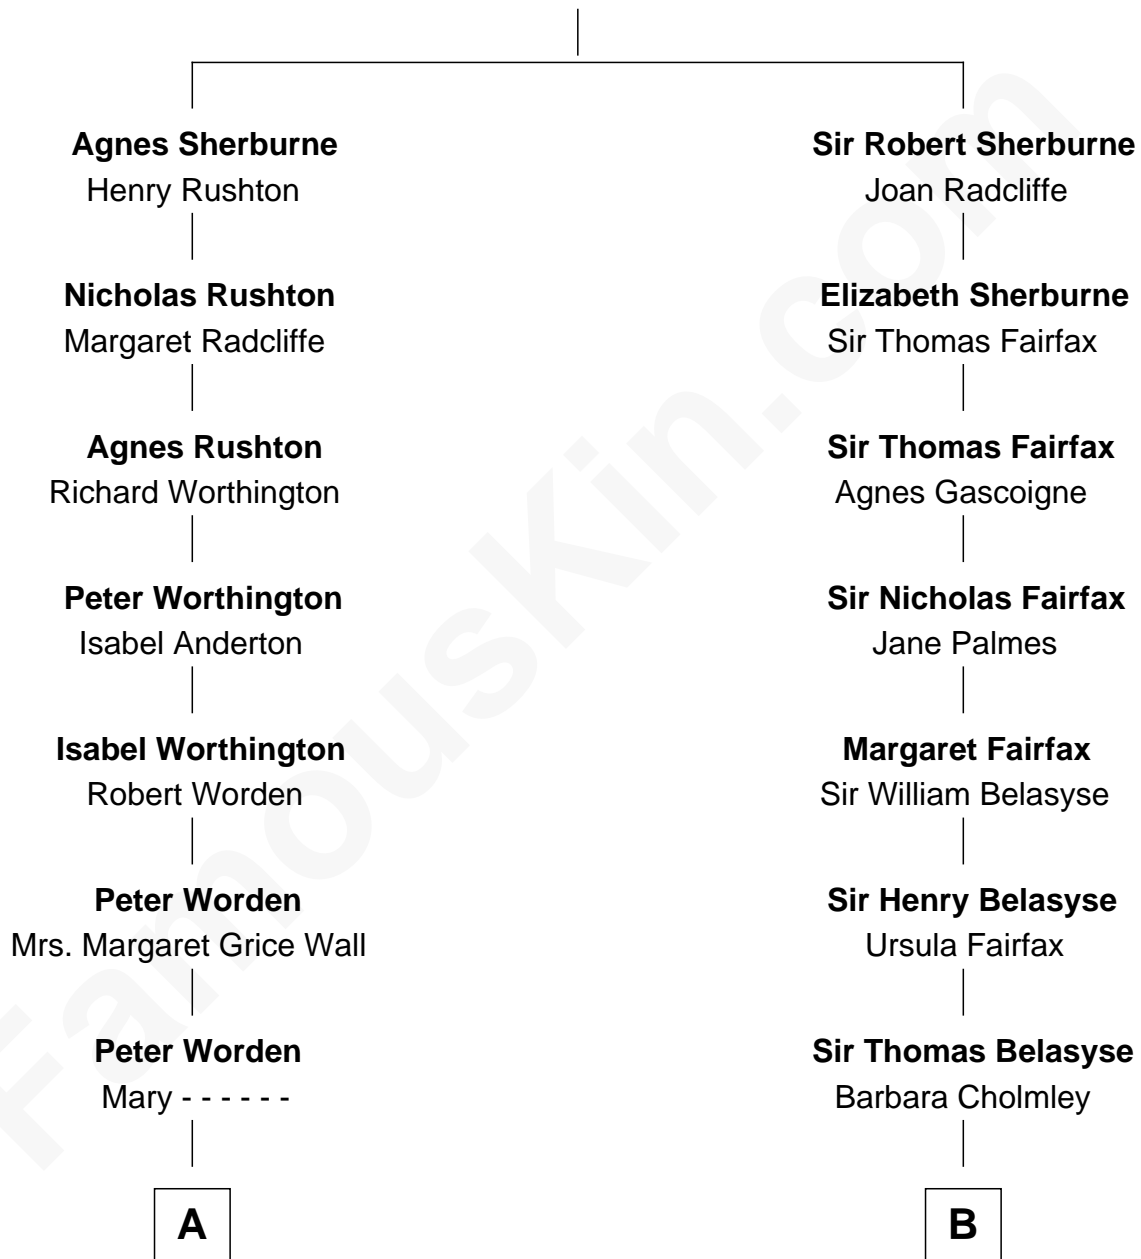 Agnes Sherburne
Henry Rushton
Nicholas Rushton
Margaret Radcliffe
Agnes Rushton
Richard Worthington
Peter Worthington
Isabel Anderton
Isabel Worthington
Robert Worden
Peter Worden
Mrs. Margaret Grice Wall
Peter Worden
Mary - - - - - -
A
Sir Robert Sherburne
Joan Radcliffe
Elizabeth Sherburne
Sir Thomas Fairfax
Sir Thomas Fairfax
Agnes Gascoigne
Sir Nicholas Fairfax
Jane Palmes
Margaret Fairfax
Sir William Belasyse
Sir Henry Belasyse
Ursula Fairfax
Sir Thomas Belasyse
Barbara Cholmley
B
FamousKin.com